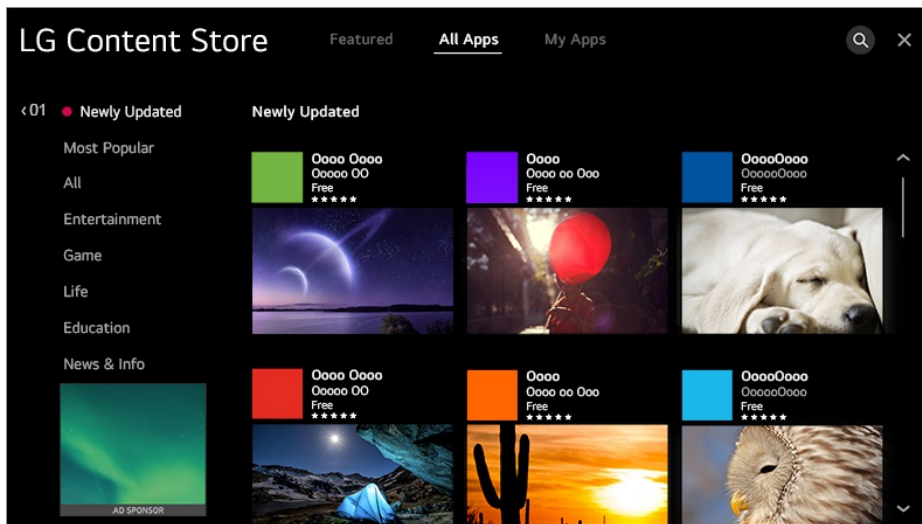 LG Content Store
Featured
All Apps
My Apps
‹01
Newly Updated
Most Popular
All
Entertainment
Game
Life
Education
News & Info
AD SPONSOR
Newly Updated
Oooo Oooo
Ooooo OO
Free
★★★★★
Oooo
Oooo oo Ooo
Free
★★★★★
OoooOooo
OooooOooo
Free
★★★★★
Oooo Oooo
Ooooo OO
Free
★★★★★
Oooo
Oooo oo Ooo
Free
★★★★★
OoooOooo
OooooOooo
Free
★★★★★